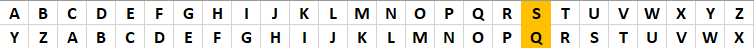 A B C D E F G H I J K L M N O P Q R S T U V W X Y Z
Y Z A B C D E F G H I J K L M N O P Q R S T U V W X